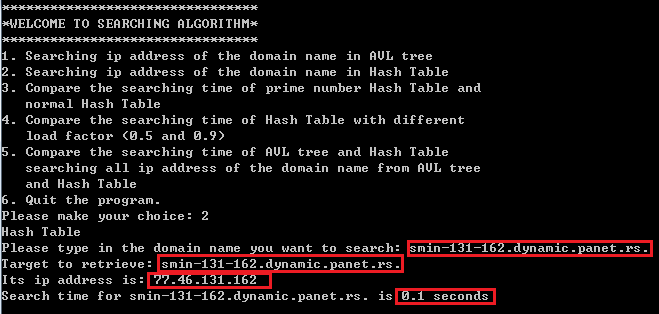 ********************************
*WELCOME TO SEARCHING ALGORITHM*
********************************
1. Searching ip address of the domain name in AVL tree
2. Searching ip address of the domain name in Hash Table
3. Compare the searching time of prime number Hash Table and
normal Hash Table
4. Compare the searching time of Hash Table with different
load factor (0.5 and 0.9)
5. Compare the searching time of AVL tree and Hash Table
searching all ip address of the domain name from AVL tree
and Hash Table
6. Quit the program.
Please make your choice: 2
Hash Table
Please type in the domain name you want to search: smin-131-162.dynamic.panet.rs.
Target to retrieve: smin-131-162.dynamic.panet.rs.
Its ip address is: 77.46.131.162
Search time for smin-131-162.dynamic.panet.rs. is 0.1 seconds